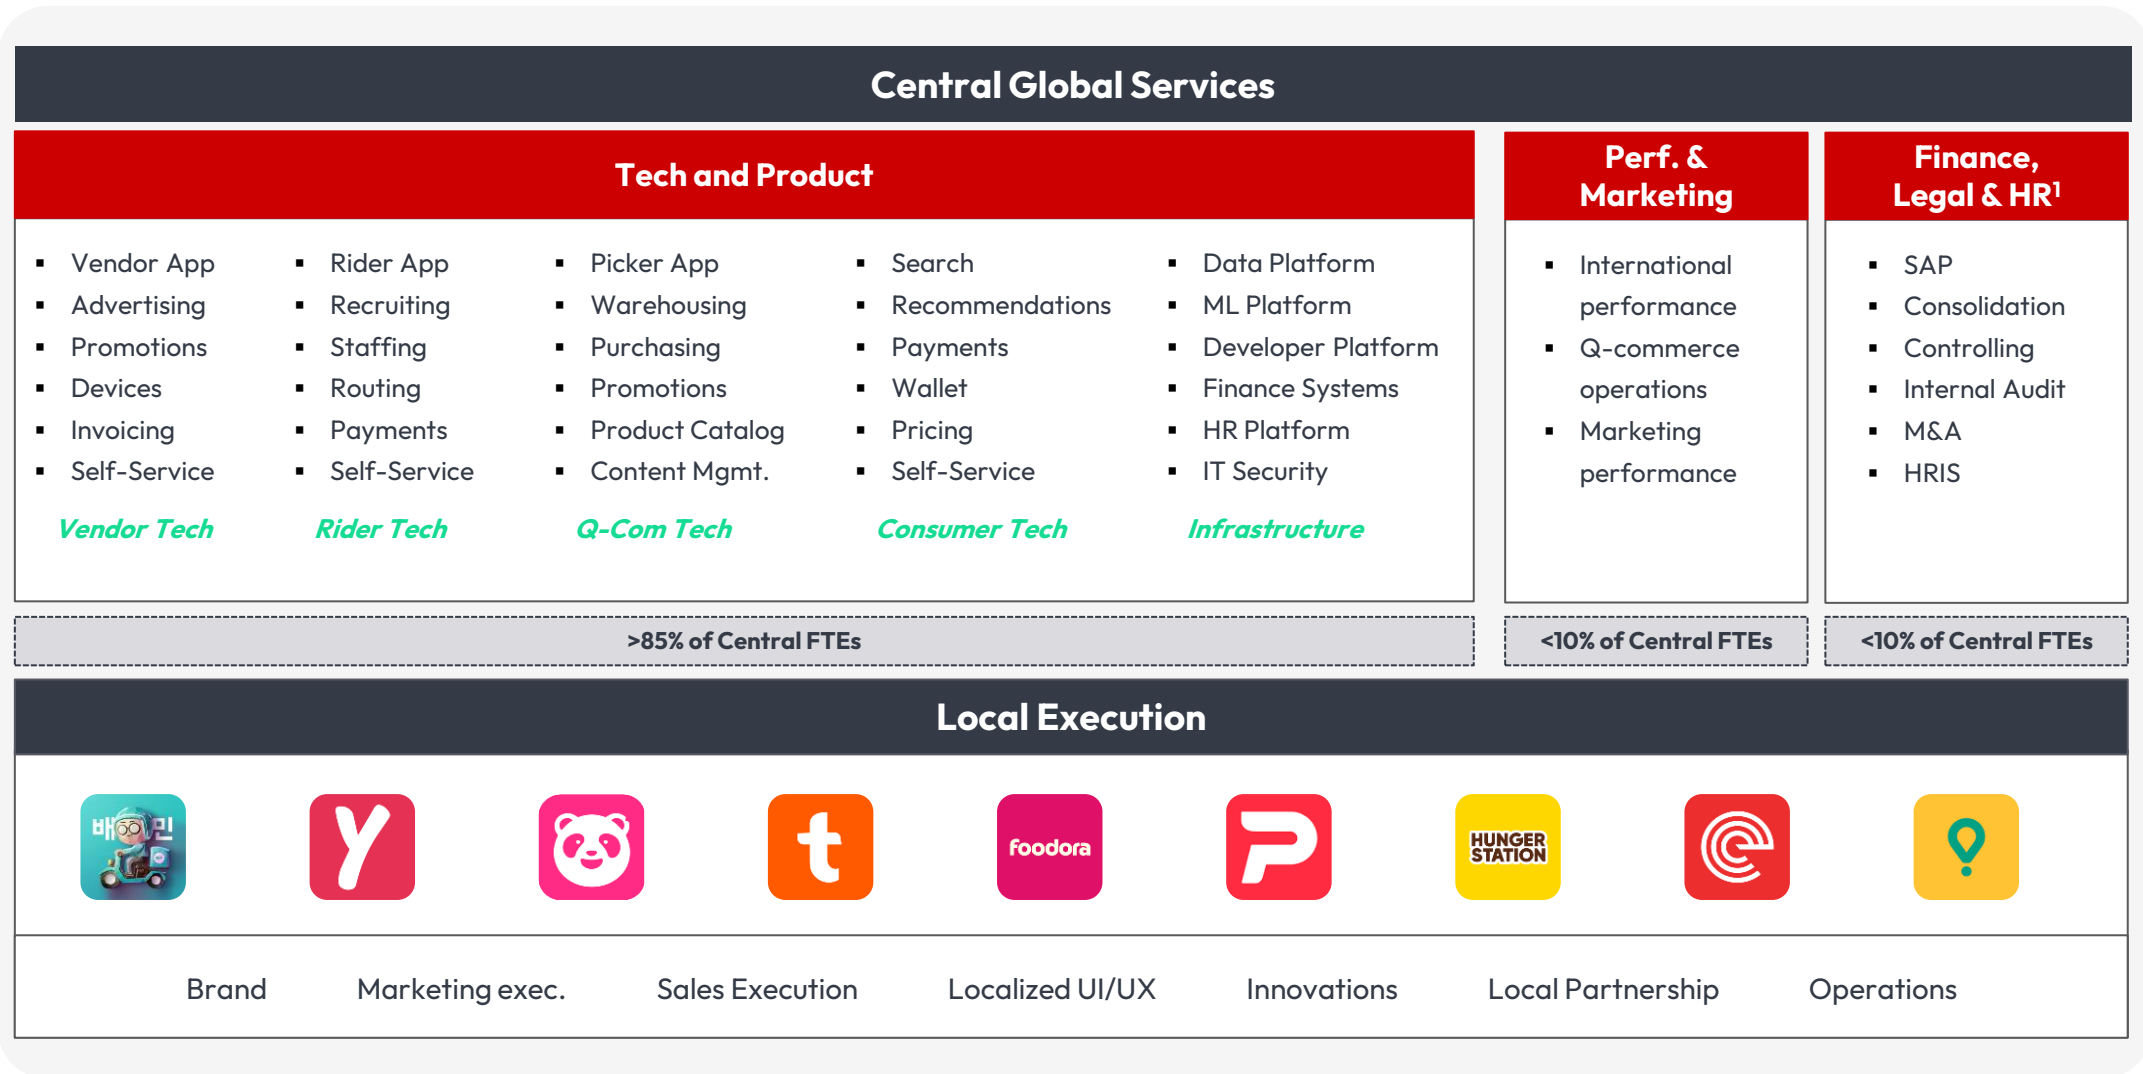 Central Global Services
Tech and Product
Vendor App
Advertising
Promotions
Devices
Invoicing
Self-Service
Vendor Tech
Rider App
Recruiting
Staffing
Routing
Payments
Self-Service
Rider Tech
Picker App
Warehousing
Purchasing
Promotions
Product Catalog
Content Mgmt.
Q-Com Tech
Search
Recommendations
Payments
Wallet
Pricing
Self-Service
Consumer Tech
Data Platform
ML Platform
Developer Platform
Finance Systems
HR Platform
IT Security
Infrastructure
>85% of Central FTEs
Perf. &
Marketing
International
performance
Q-commerce
operations
Marketing
performance
<10% of Central FTEs
Finance,
Legal & HR¹
SAP
Consolidation
Controlling
Internal Audit
M&A
HRIS
<10% of Central FTEs
Local Execution
배민
Y
t
foodora
P
HUNGER
STATION
e
Brand
Marketing exec.
Sales Execution
Localized UI/UX
Innovations
Local Partnership
Operations